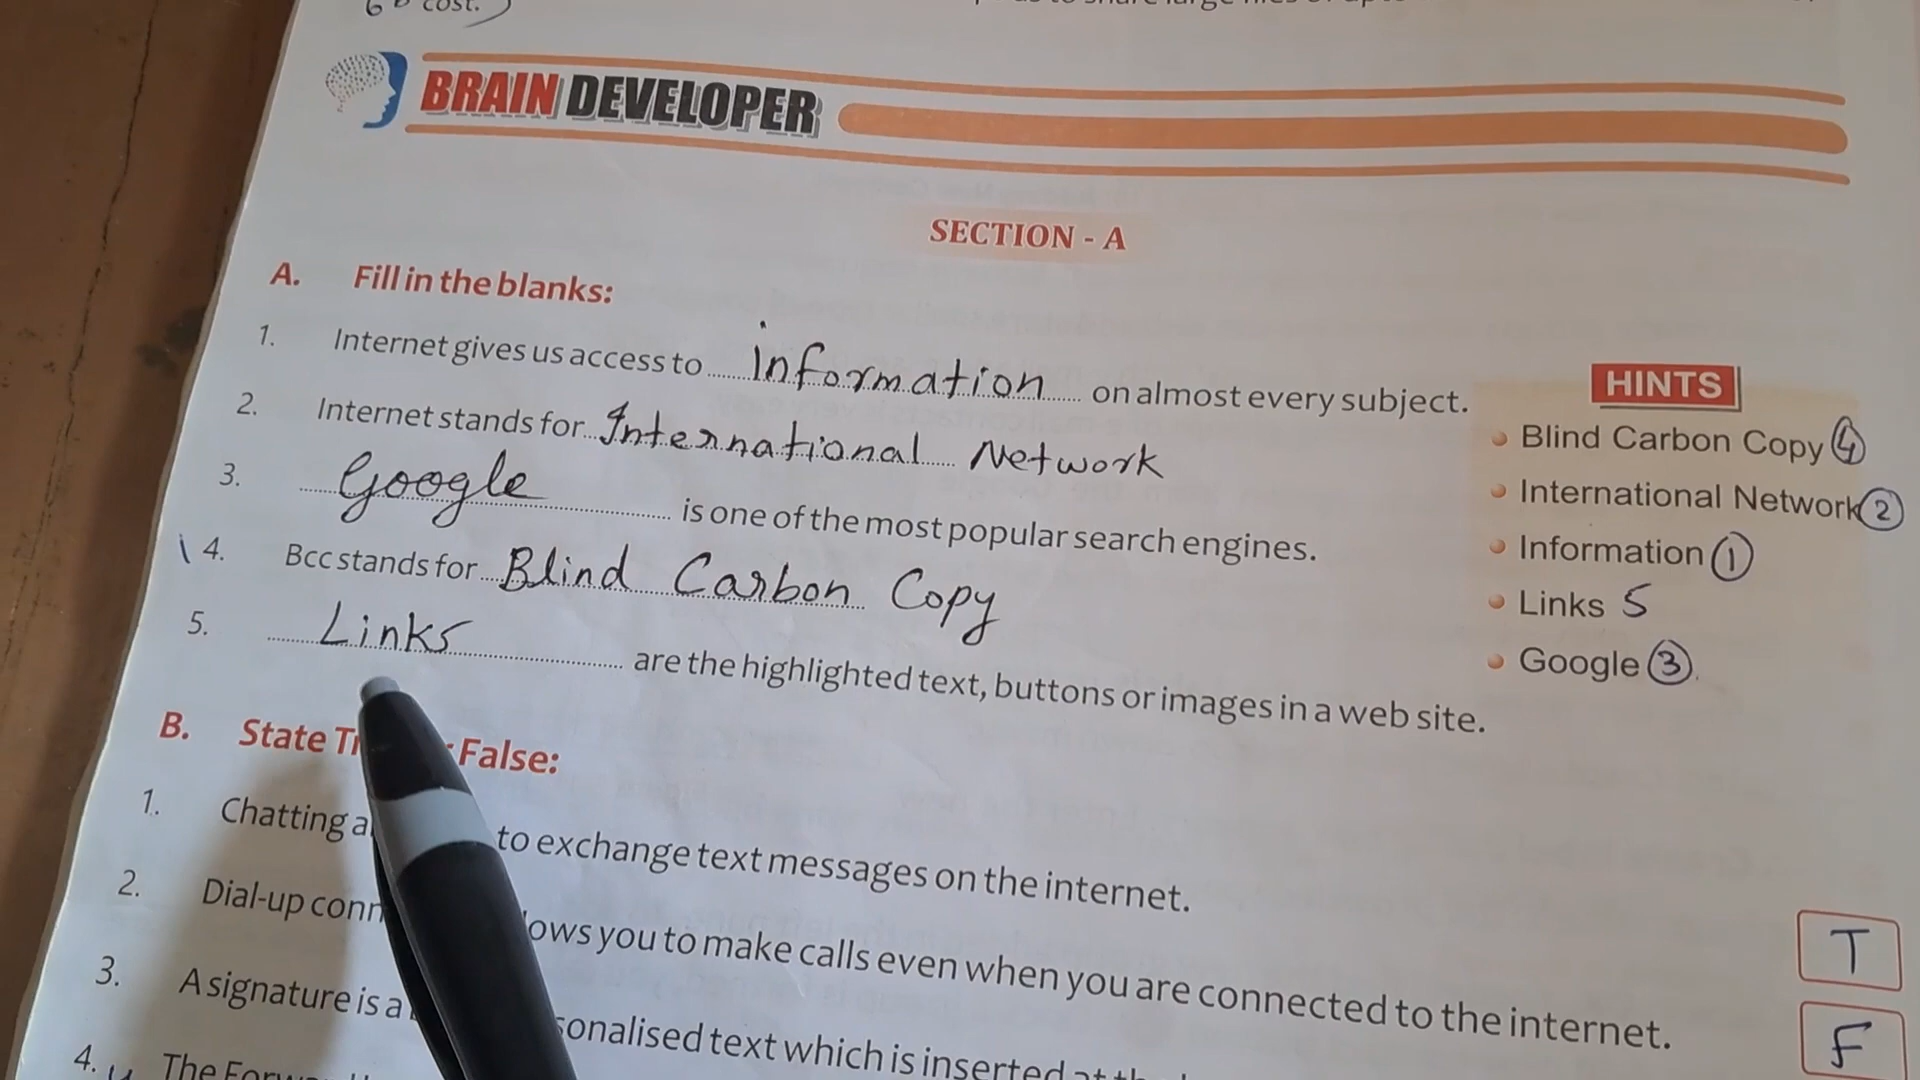 cost.
BRAIN DEVELOPER
SECTION - A
A. Fill in the blanks:
1. Internet gives us access to information on almost every subject.
2. Internet stands for International Network
3. Google is one of the most popular search engines.
4. Bcc stands for Blind Carbon Copy
5. Links are the highlighted text, buttons or images in a web site.
HINTS
Blind Carbon Copy 4
International Network 2
Information 1
Links 5
Google 3
B. State False:
1. Chatting to exchange text messages on the internet.
T
2. Dial-up you to make calls even when you are connected to the internet.
F
3. A signature is a text which is inserted
4. The